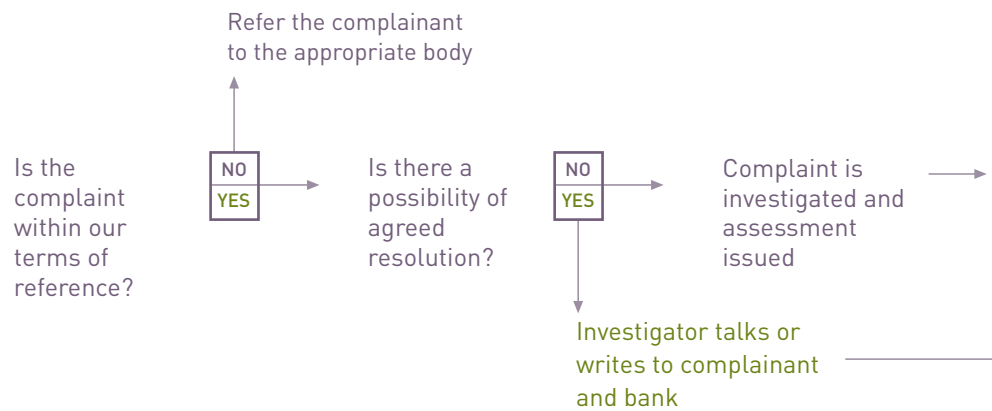 Refer the complainant
to the appropriate body
Is the
complaint
within our
terms of
reference?
NO
YES
Is there a
possibility of
agreed
resolution?
NO
YES
Complaint is
investigated and
assessment
issued
Investigator talks or
writes to complainant
and bank